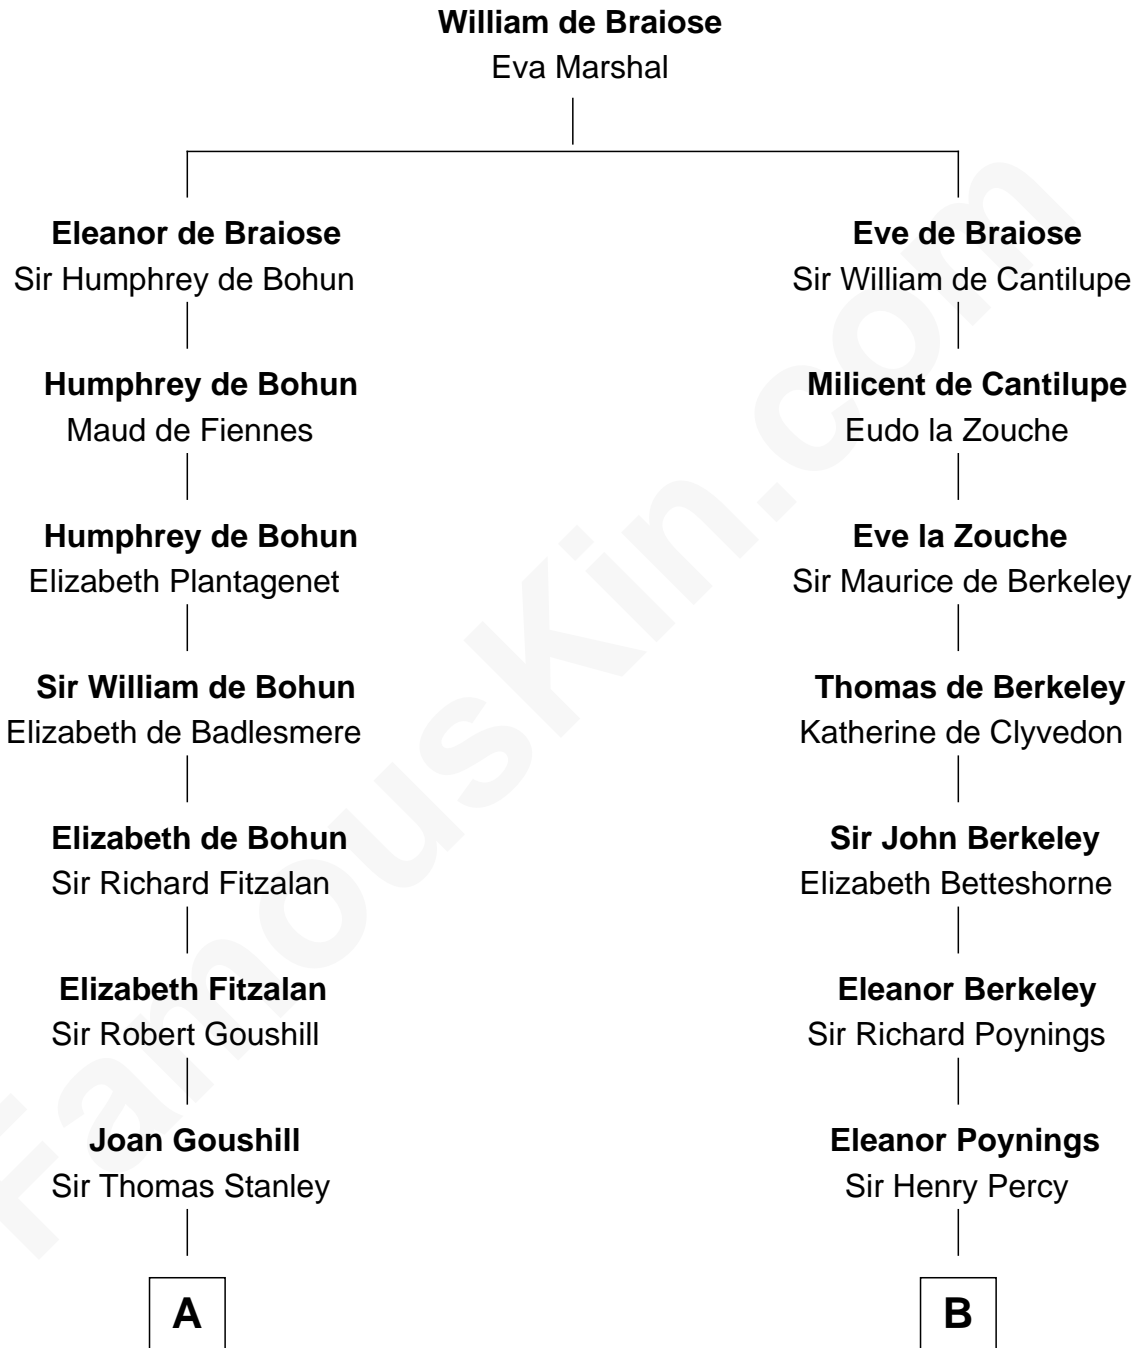 William de Braiose
Eva Marshal
Eleanor de Braiose
Sir Humphrey de Bohun
Eve de Braiose
Sir William de Cantilupe
Humphrey de Bohun
Maud de Fiennes
Milicent de Cantilupe
Eudo la Zouche
Humphrey de Bohun
Elizabeth Plantagenet
Eve la Zouche
Sir Maurice de Berkeley
Sir William de Bohun
Elizabeth de Badlesmere
Thomas de Berkeley
Katherine de Clyvedon
Elizabeth de Bohun
Sir Richard Fitzalan
Sir John Berkeley
Elizabeth Betteshorne
Elizabeth Fitzalan
Sir Robert Goushill
Eleanor Berkeley
Sir Richard Poynings
Joan Goushill
Sir Thomas Stanley
Eleanor Poynings
Sir Henry Percy
A
B
FamousKin.com